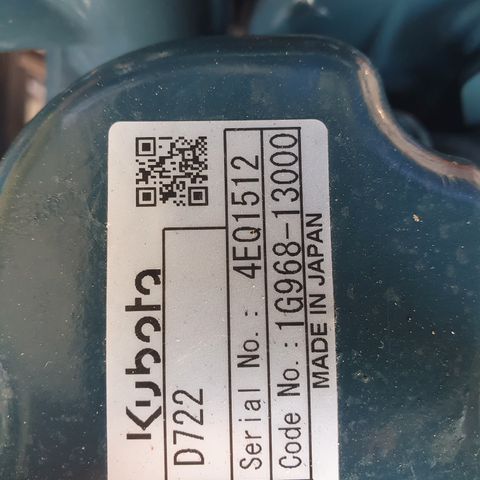 Kubota
D722
Serial No.: 4EQ1512
Code No.: 1G968-13000
MADE IN JAPAN